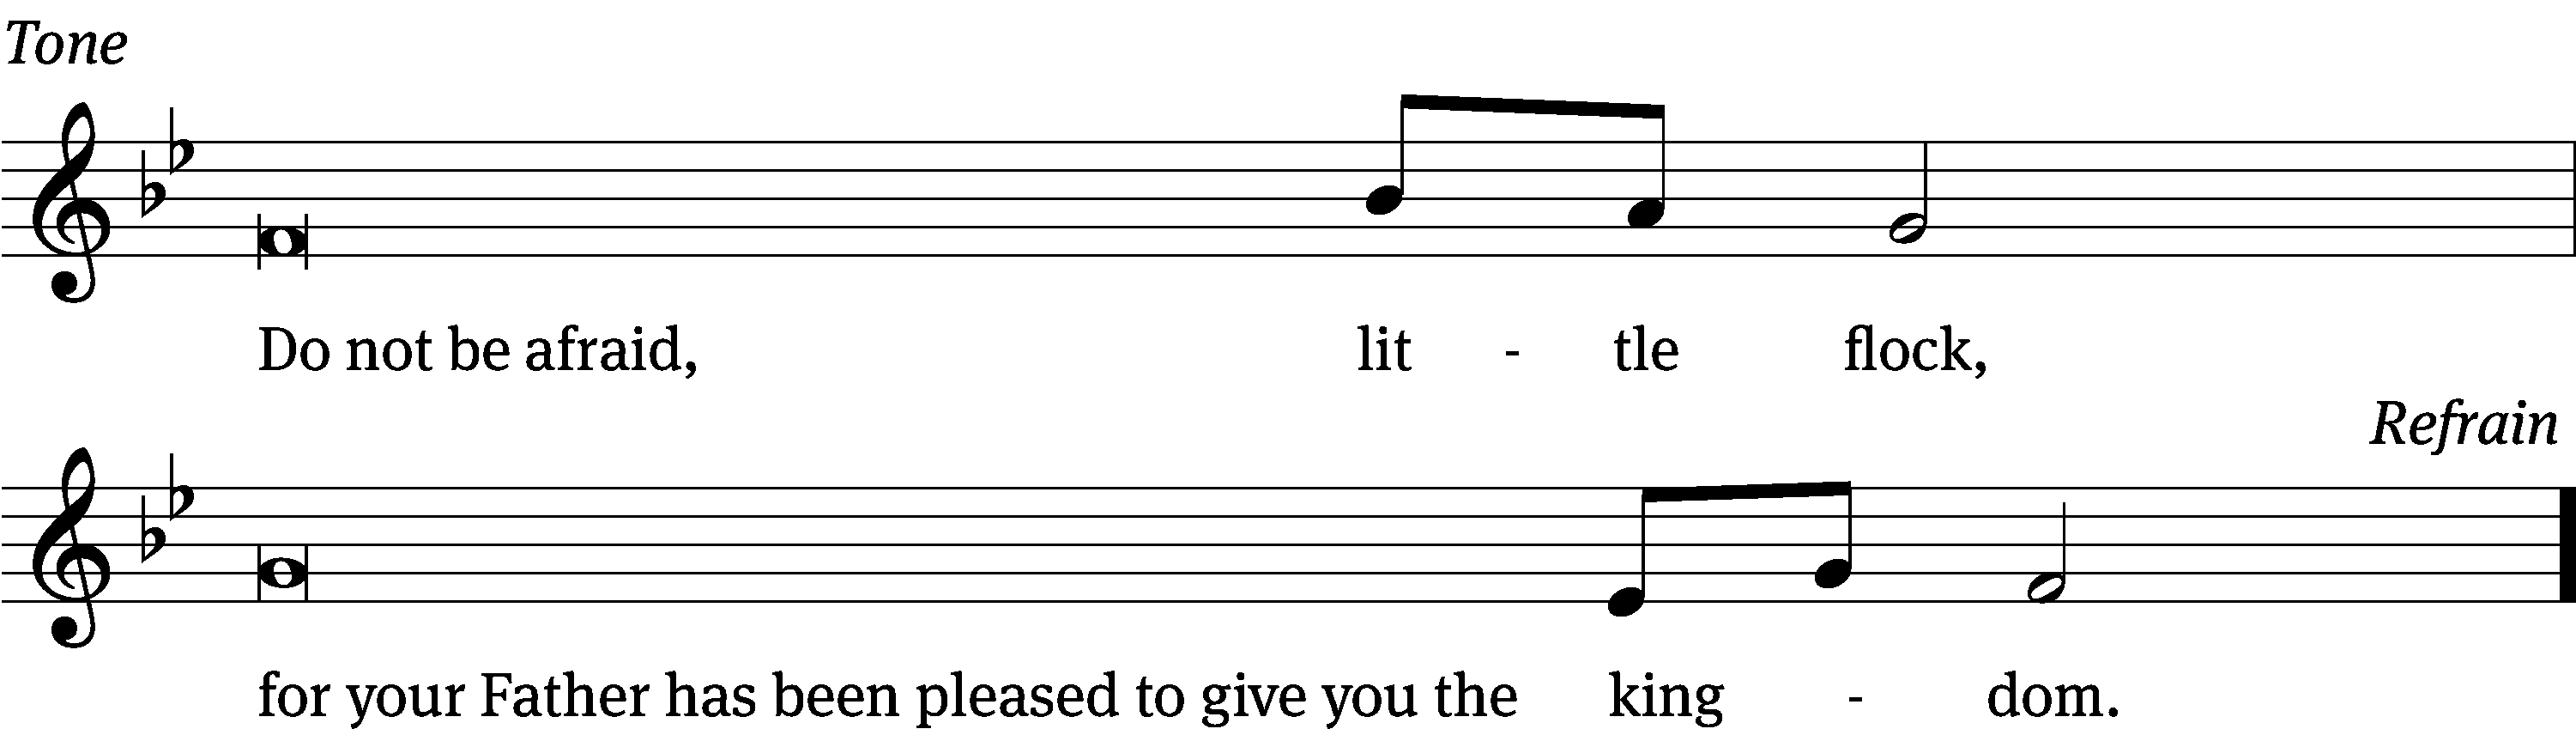 Tone
Do not be afraid, lit - tle flock,
Refrain
for your Father has been pleased to give you the king - dom.